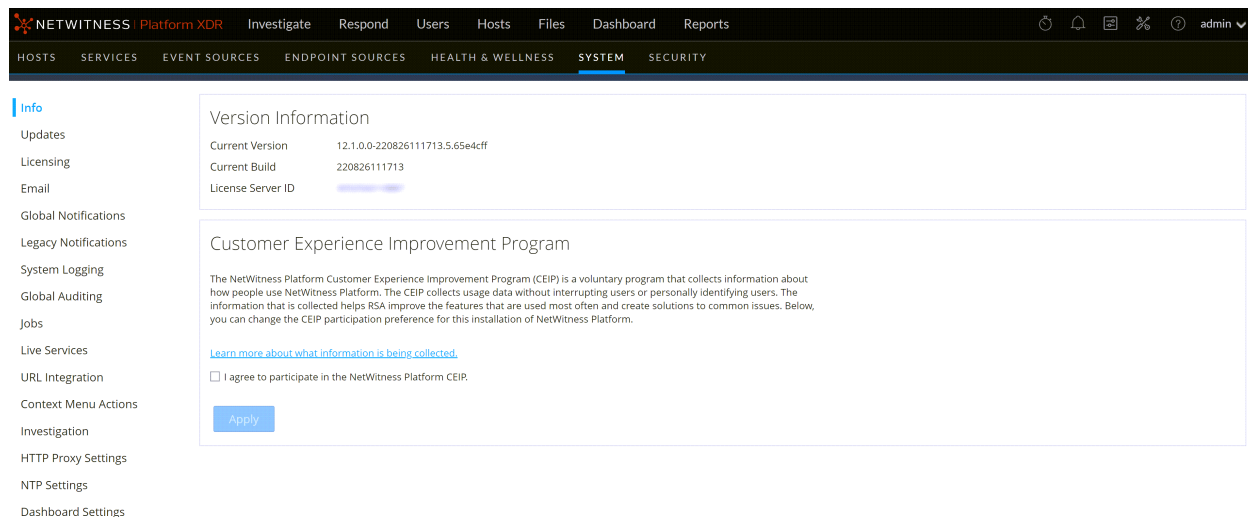 NETWITNESS | Platform XDR Investigate Respond Users Hosts Files Dashboard Reports admin
HOSTS SERVICES EVENT SOURCES ENDPOINT SOURCES HEALTH & WELLNESS SYSTEM SECURITY
Info
Updates
Licensing
Email
Global Notifications
Legacy Notifications
System Logging
Global Auditing
Jobs
Live Services
URL Integration
Context Menu Actions
Investigation
HTTP Proxy Settings
NTP Settings
Dashboard Settings
Version Information
Current Version 12.1.0.0-220826111713.5.65e4cff
Current Build 220826111713
License Server ID
Customer Experience Improvement Program
The NetWitness Platform Customer Experience Improvement Program (CEIP) is a voluntary program that collects information about
how people use NetWitness Platform. The CEIP collects usage data without interrupting users or personally identifying users. The
information that is collected helps RSA improve the features that are used most often and create solutions to common issues. Below,
you can change the CEIP participation preference for this installation of NetWitness Platform.
Learn more about what information is being collected.
I agree to participate in the NetWitness Platform CEIP.
Apply